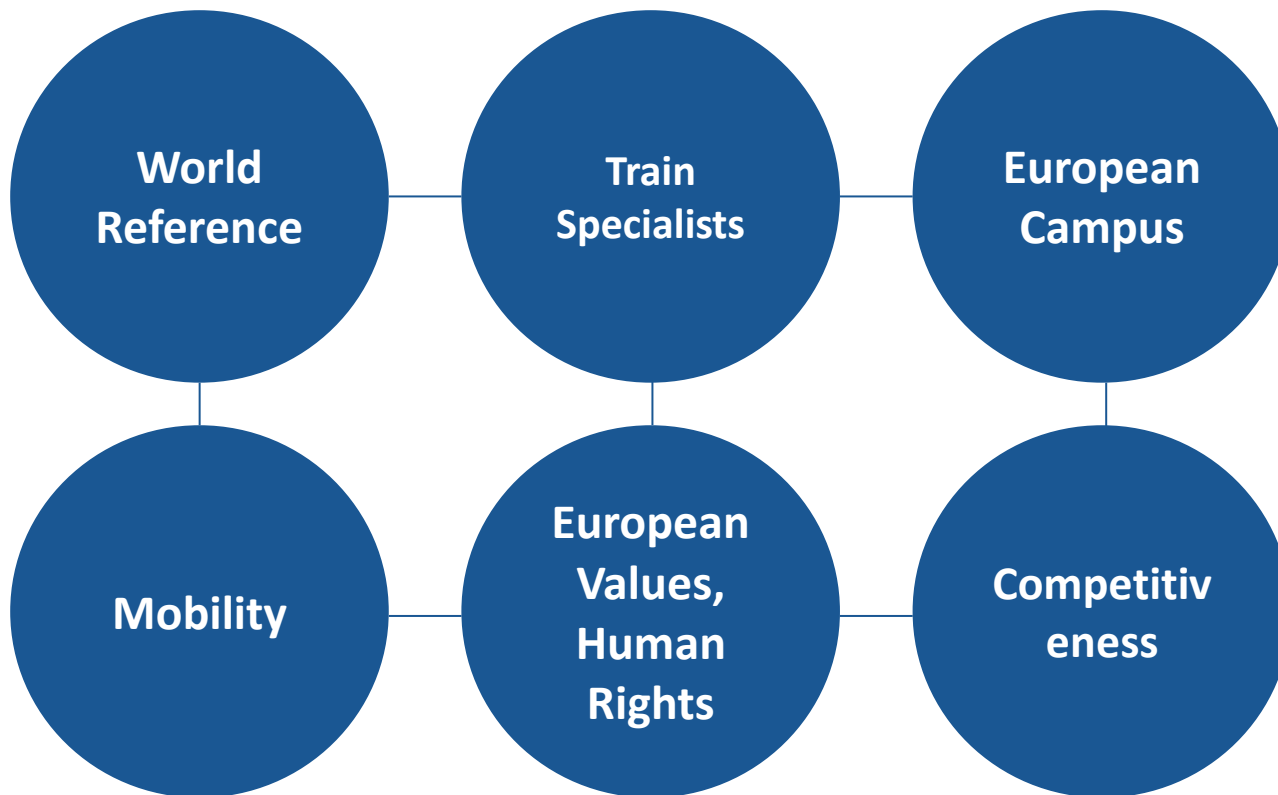 World
Reference
Train
Specialists
European
Campus
Mobility
European
Values,
Human
Rights
Competitiv
eness